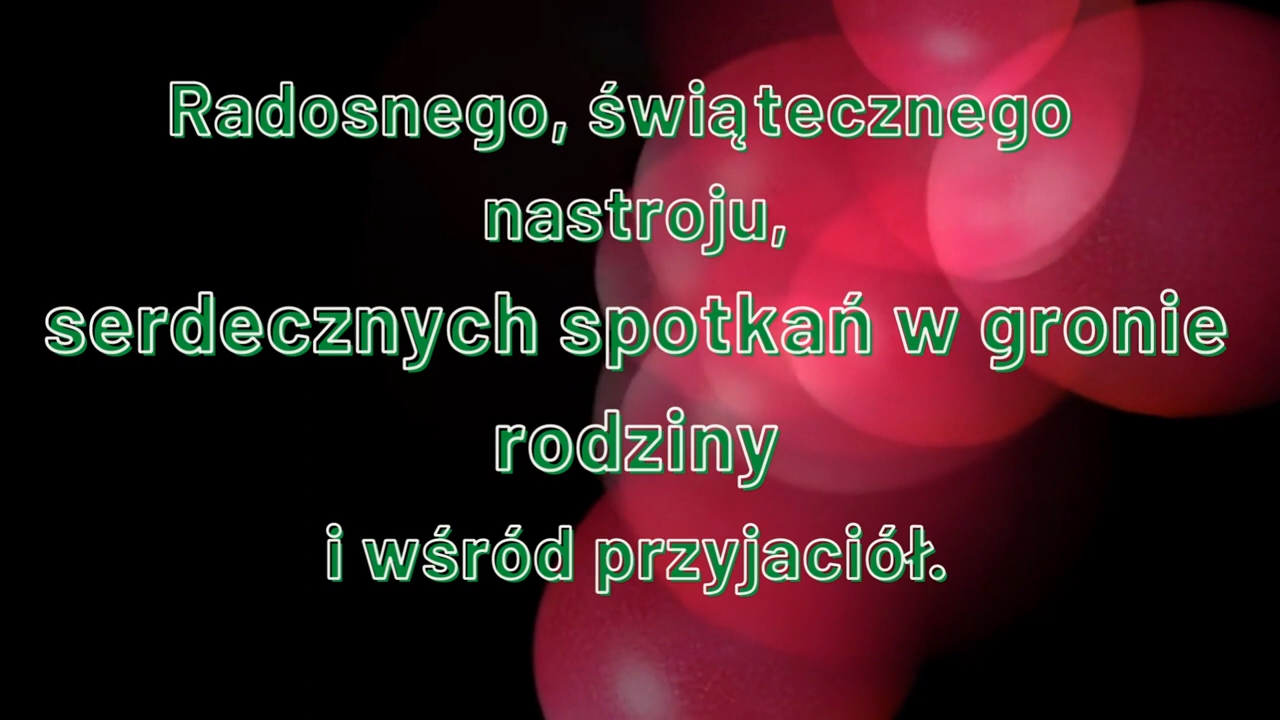 Radosnego, świątecznego
nastroju,
serdecznych spotkań w gronie
rodziny
i wśród przyjaciół.